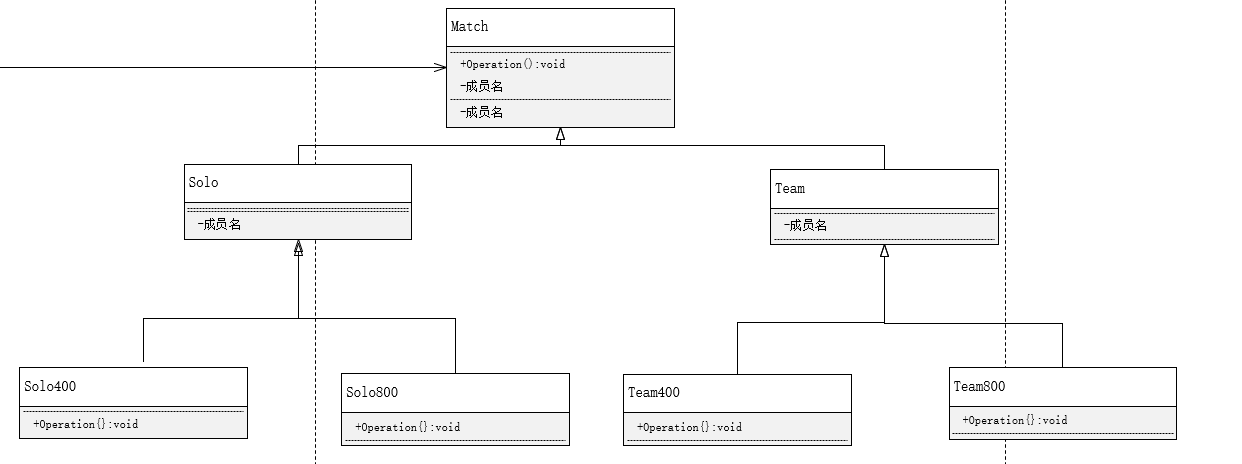 Match
+Operation():void
-成员名
-成员名
Solo
-成员名
Team
-成员名
Solo400
+Operation{}:void
Solo800
+Operation{}:void
Team400
+Operation{}:void
Team800
+Operation{}:void